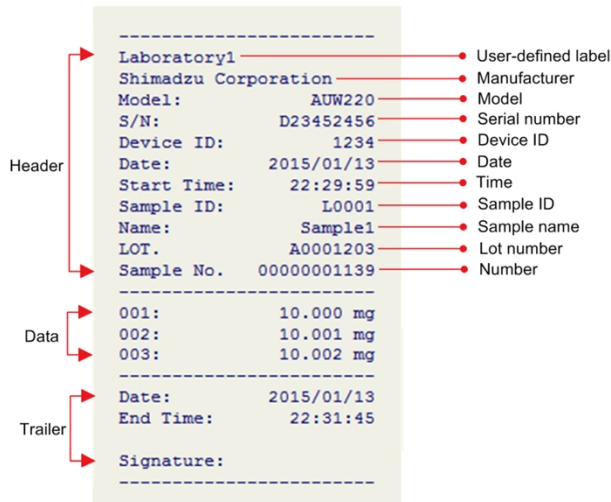 ------------------------
Laboratory1 User-defined label
Shimadzu Corporation Manufacturer
Model: AUW220 Model
S/N: D23452456 Serial number
Device ID: 1234 Device ID
Date: 2015/01/13 Date
Start Time: 22:29:59 Time
Header
Sample ID: L0001 Sample ID
Name: Sample1 Sample name
LOT. A0001203 Lot number
Sample No. 00000001139 Number
------------------------
001: 10.000 mg
Data 002: 10.001 mg
003: 10.002 mg
------------------------
Date: 2015/01/13
End Time: 22:31:45
Trailer
Signature:
------------------------